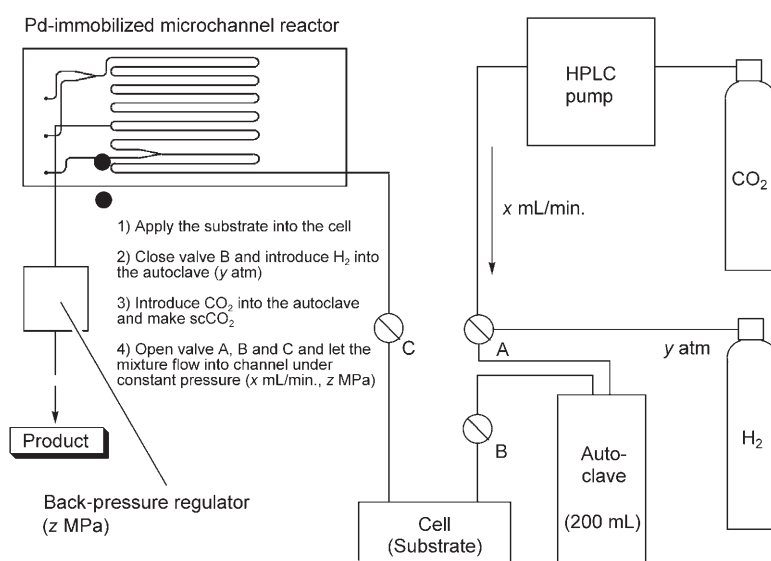 Pd-immobilized microchannel reactor
HPLC
pump
CO2
x mL/min.
1) Apply the substrate into the cell
2) Close valve B and introduce H2 into
the autoclave (y atm)
3) Introduce CO2 into the autoclave
and make scCO2
4) Open valve A, B and C and let the
mixture flow into channel under
constant pressure (x mL/min., z MPa)
C
A
y atm
B
H2
Product
Auto-
clave
(200 mL)
Back-pressure regulator
(z MPa)
Cell
(Substrate)